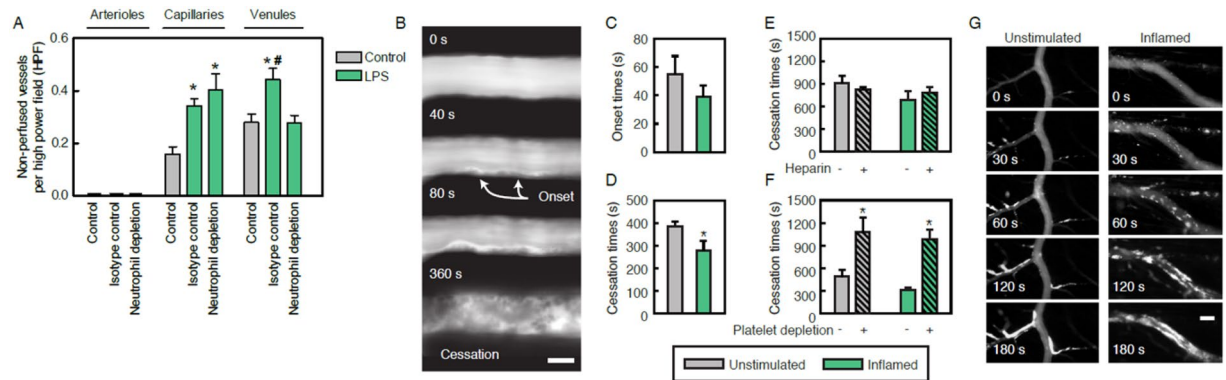 A
Arterioles
Capillaries
Venules
Non-perfused vessels
per high power field (HPF)
0.6
0.4
0.2
0.0
*
*
* #
Control
LPS
Control
Isotype control
Neutrophil depletion
Control
Isotype control
Neutrophil depletion
Control
Isotype control
Neutrophil depletion
B
0 s
40 s
80 s
Onset
360 s
Cessation
C
Onset times (s)
60
40
20
0
D
Cessation times (s)
500
400
300
200
100
0
*
E
Cessation times (s)
1500
1200
900
600
300
0
Heparin
- + - +
F
Cessation times (s)
1500
1200
900
600
300
0
*
*
Platelet depletion - + - +
Unstimulated
Inflamed
G
Unstimulated
Inflamed
0 s
0 s
30 s
30 s
60 s
60 s
120 s
120 s
180 s
180 s